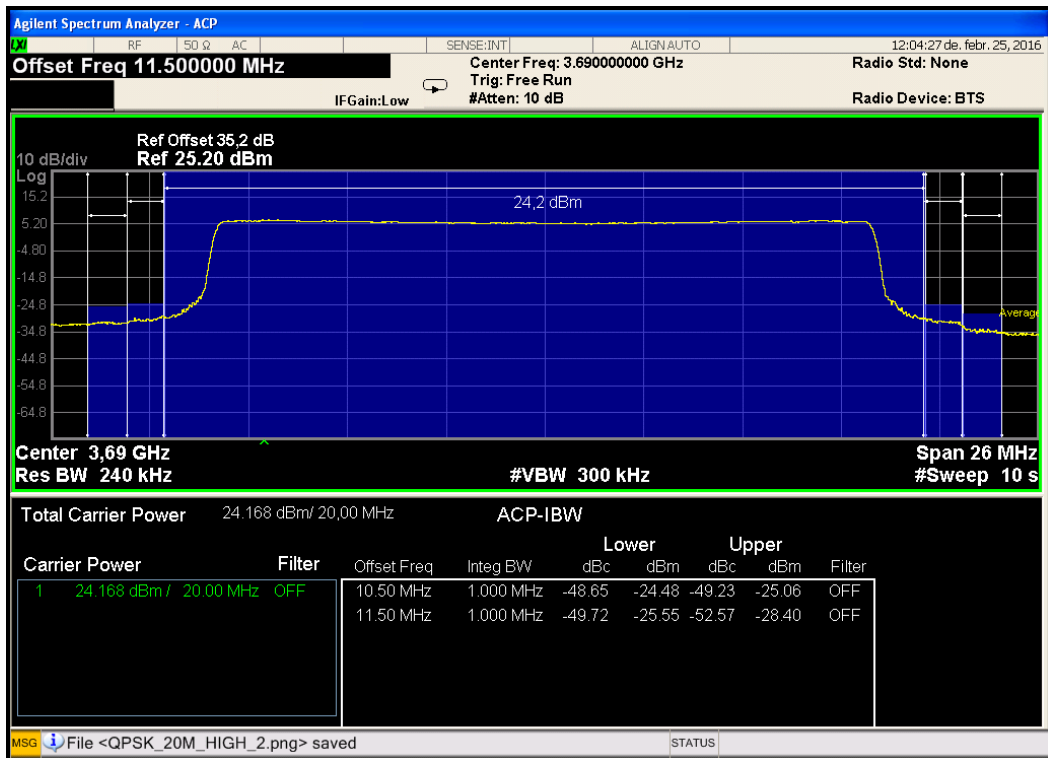 Agilent Spectrum Analyzer - ACP
LXI RF 50 Ω AC SENSE:INT ALIGN AUTO 12:04:27 de. febr. 25, 2016
Offset Freq 11.500000 MHz
Center Freq: 3.690000000 GHz
Radio Std: None
Trig: Free Run
IFGain:Low
#Atten: 10 dB
Radio Device: BTS
Ref Offset 35,2 dB
10 dB/div Ref 25.20 dBm
Log
15.2
24,2 dBm
5.20
-4.80
-14.8
-24.8
Average
-34.8
-44.8
-54.8
-64.8
Center 3,69 GHz
Span 26 MHz
Res BW 240 kHz
#VBW 300 kHz
#Sweep 10 s
Total Carrier Power 24.168 dBm/ 20,00 MHz
ACP-IBW
Lower Upper
Carrier Power Filter
Offset Freq Integ BW dBc dBm dBc dBm Filter
1 24.168 dBm / 20.00 MHz OFF
10.50 MHz 1.000 MHz -48.65 -24.48 -49.23 -25.06 OFF
11.50 MHz 1.000 MHz -49.72 -25.55 -52.57 -28.40 OFF
MSG File <QPSK_20M_HIGH_2.png> saved
STATUS